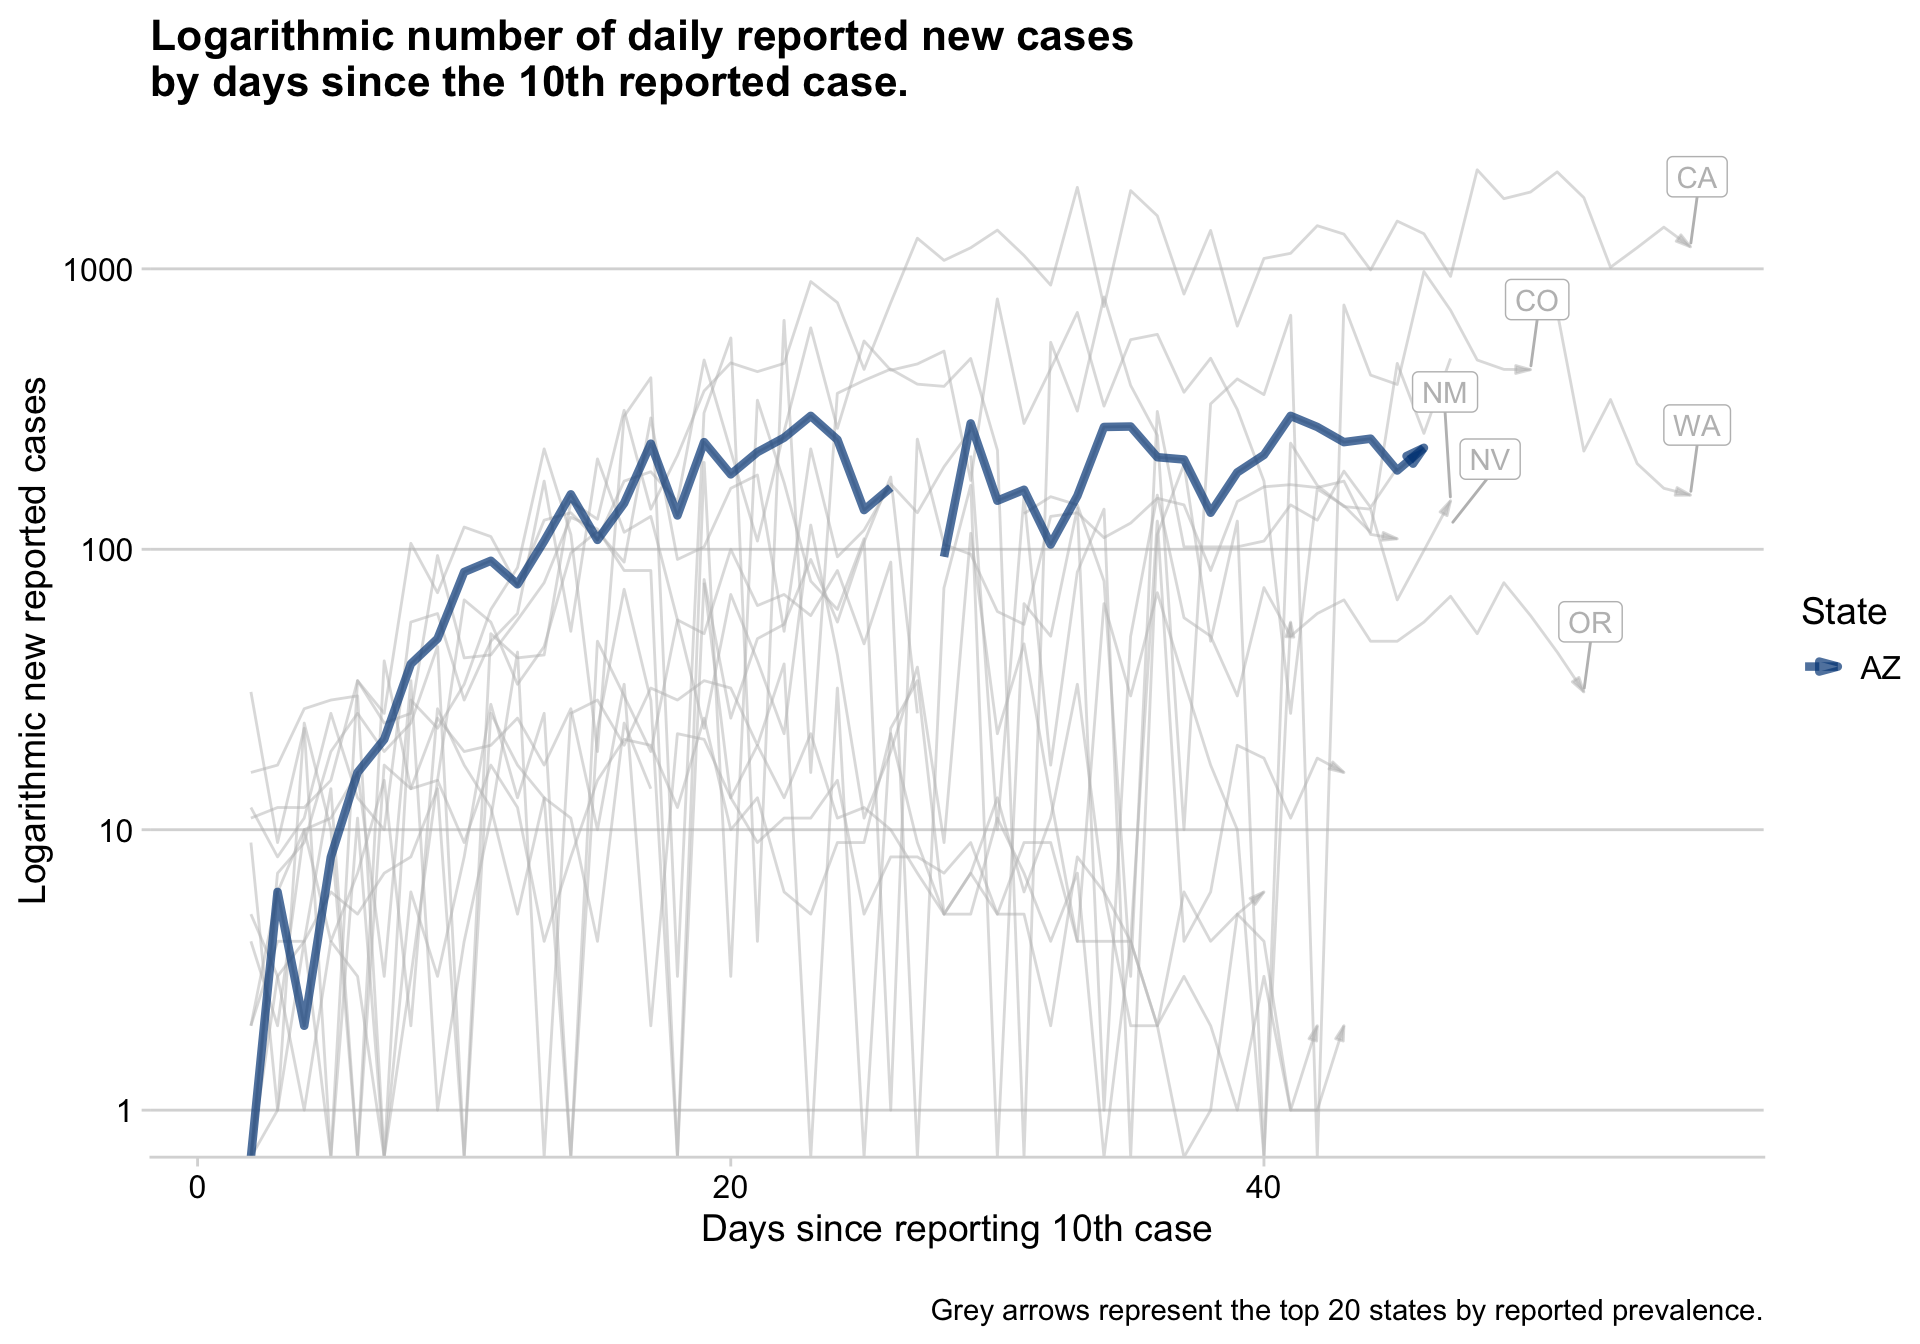 Logarithmic number of daily reported new cases
by days since the 10th reported case.
Logarithmic new reported cases
1000
100
10
1
CA
CO
NM
WA
NV
OR
State
AZ
0
20
40
Days since reporting 10th case
Grey arrows represent the top 20 states by reported prevalence.